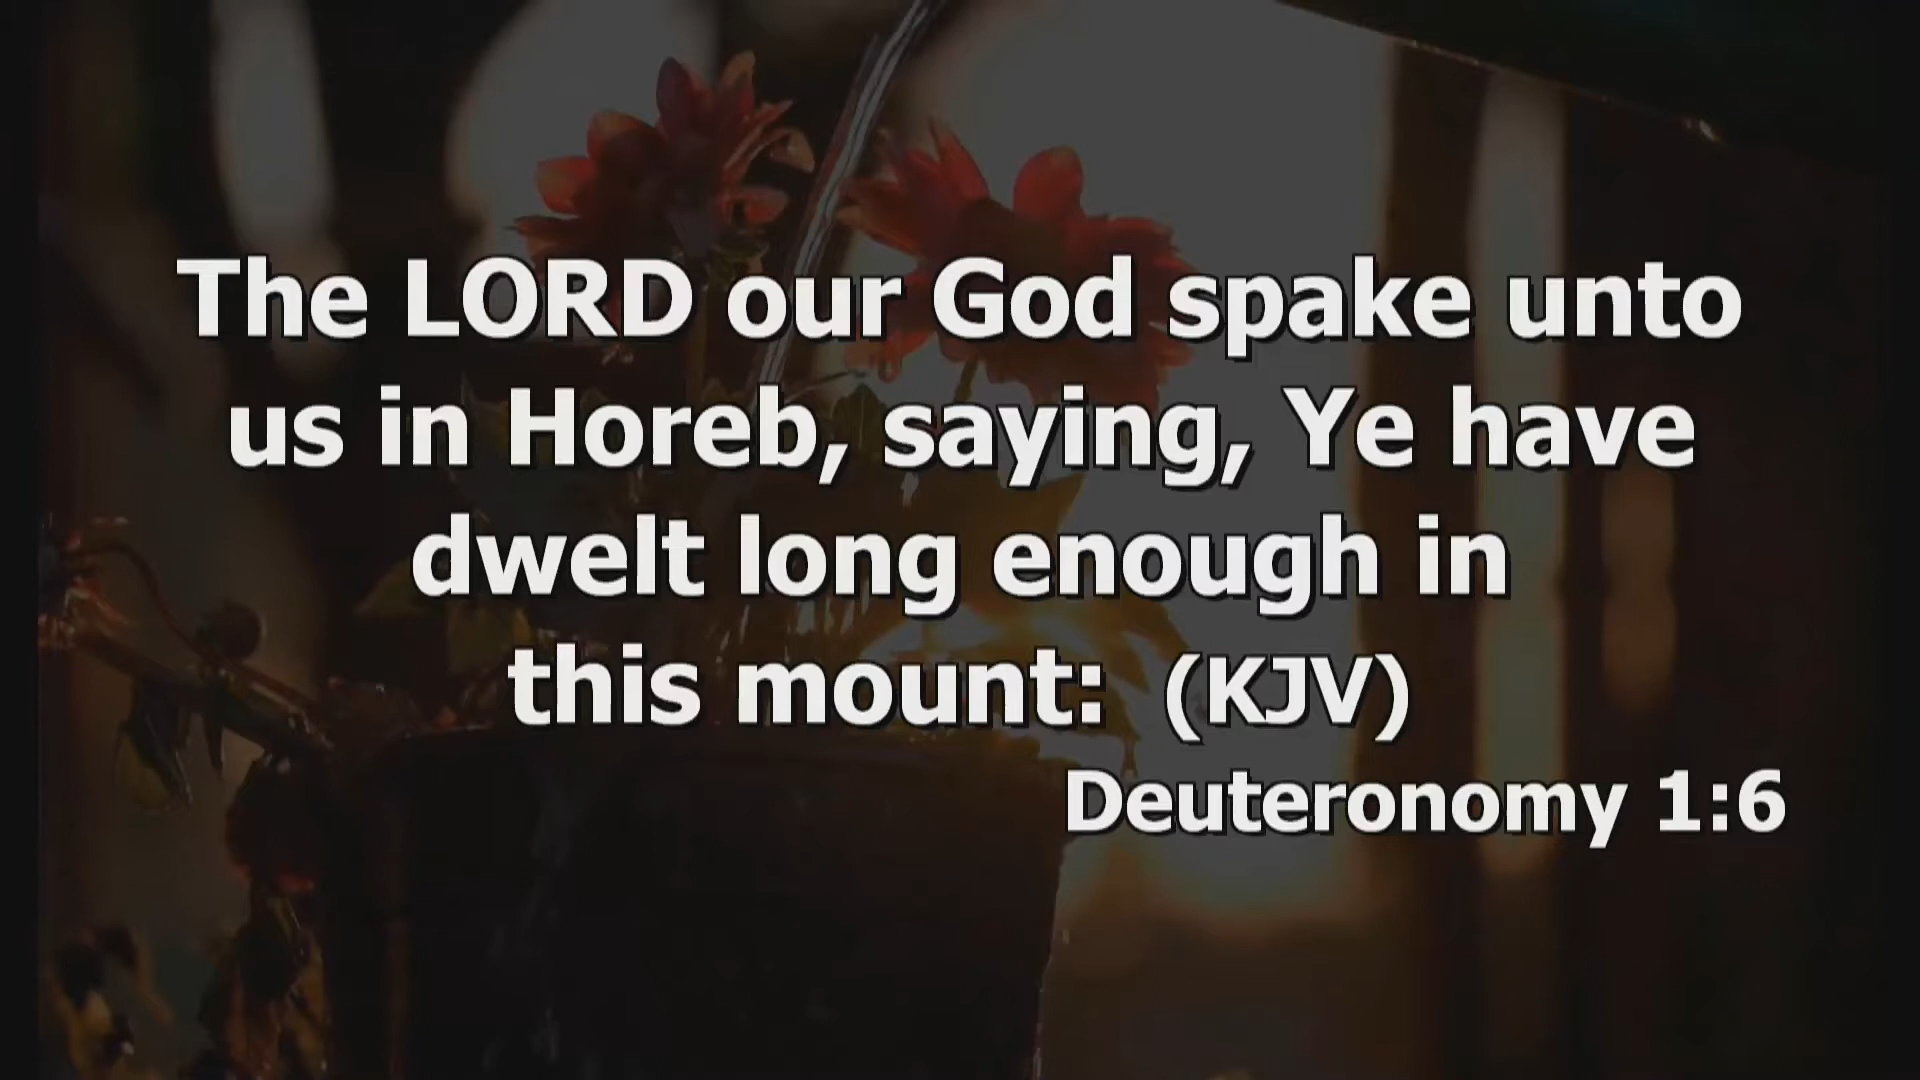 The LORD our God spake unto
us in Horeb, saying, Ye have
dwelt long enough in
this mount: (KJV)
Deuteronomy 1:6